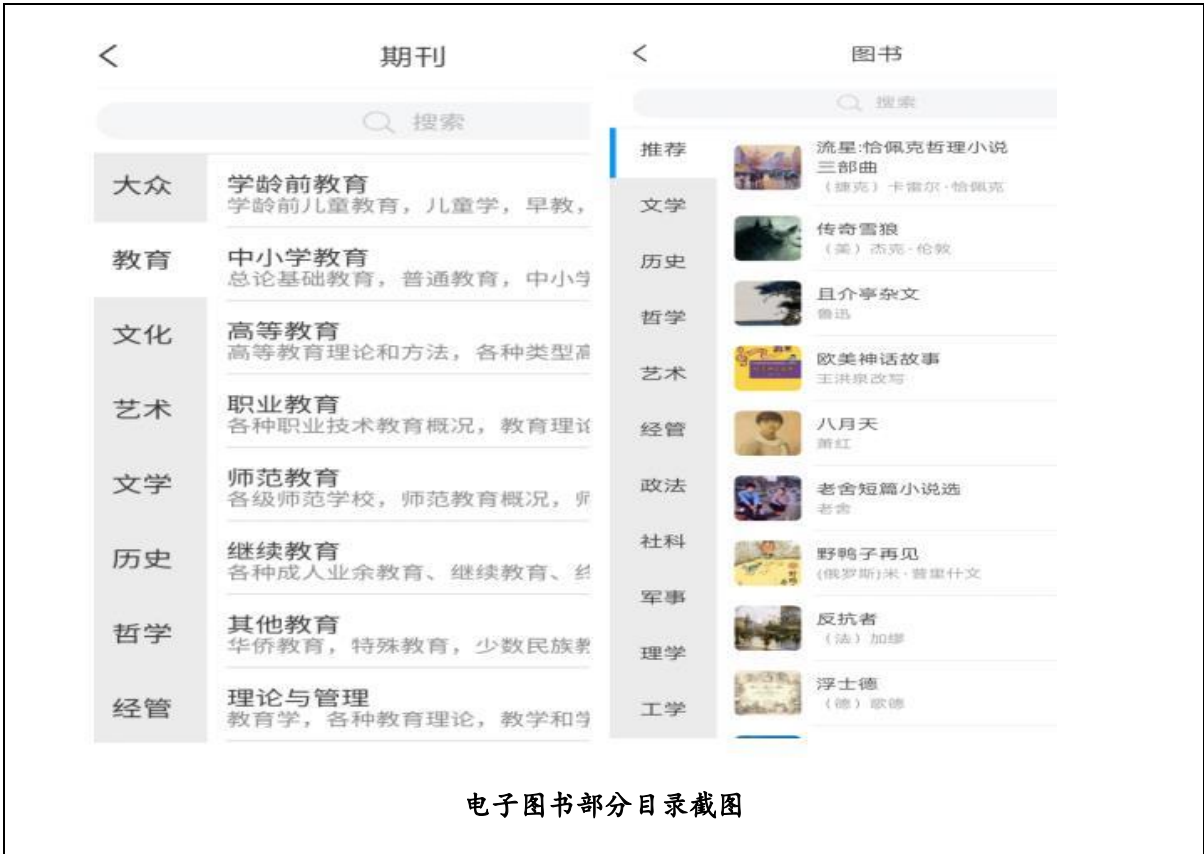 期刊
搜索
大众
教育
文化
艺术
文学
历史
哲学
经管
学龄前教育
学龄前儿童教育，儿童学，早教，
中小学教育
总论基础教育，普通教育，中小学
高等教育
高等教育理论和方法，各种类型高
职业教育
各种职业技术教育概况，教育理论
师范教育
各级师范学校，师范教育概况，师
继续教育
各种成人业余教育、继续教育、终
其他教育
华侨教育，特殊教育，少数民族教
理论与管理
教育学，各种教育理论，教学和学
图书
搜索
推荐
文学
历史
哲学
艺术
经管
政法
社科
军事
理学
工学
流星:恰佩克哲理小说
三部曲
（捷克）卡雷尔·恰佩克
传奇雪狼
（美）杰克·伦敦
且介亭杂文
鲁迅
欧美神话故事
王洪泉改写
八月天
萧红
老舍短篇小说选
老舍
野鸭子再见
(俄罗斯)米·普里什文
反抗者
（法）加缪
浮士德
（德）歌德
电子图书部分目录截图